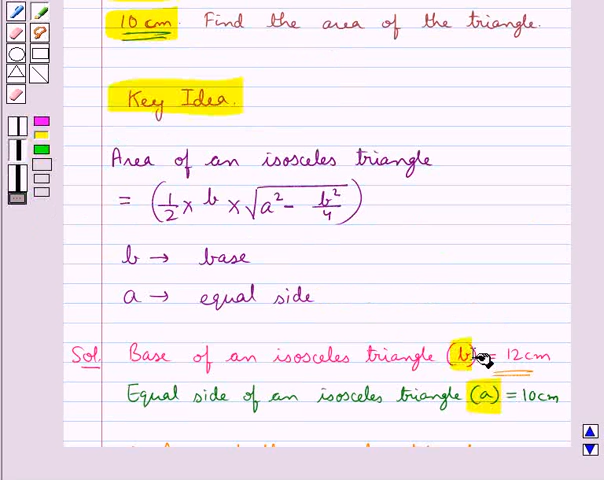 10 cm. Find the area of the triangle.
Key Idea.
Area of an isosceles triangle
= (1/2 × b × √(a² − b²/4))
b → base
a → equal side
Sol. Base of an isosceles triangle (b) = 12cm
Equal side of an isosceles triangle (a) = 10cm